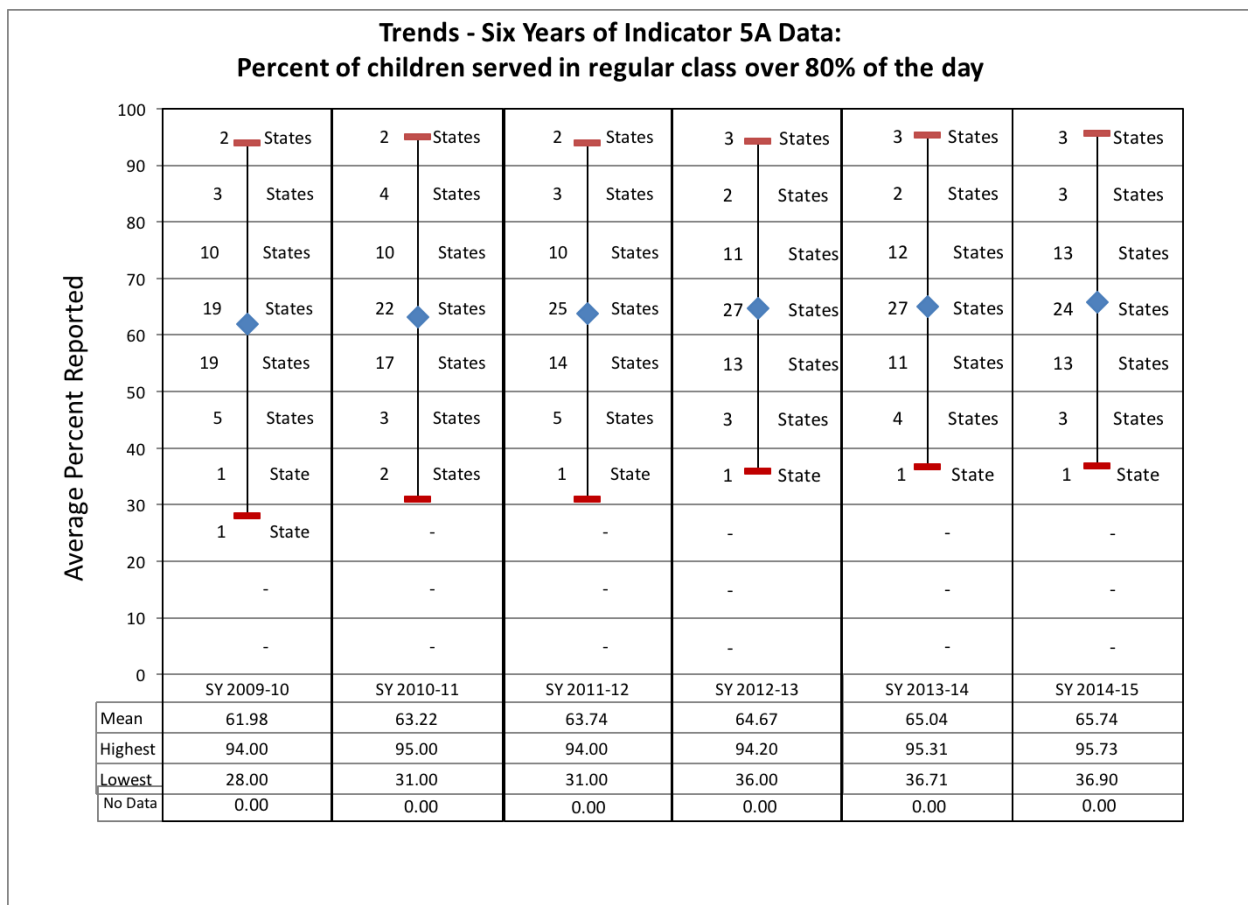 Trends - Six Years of Indicator 5A Data:
Percent of children served in regular class over 80% of the day
Average Percent Reported
100
2 States 2 States 2 States 3 States 3 States 3 States
90
3 States 4 States 3 States 2 States 2 States 3 States
80
10 States 10 States 10 States 11 States 12 States 13 States
70
19 States 22 States 25 States 27 States 27 States 24 States
60
19 States 17 States 14 States 13 States 11 States 13 States
50
5 States 3 States 5 States 3 States 4 States 3 States
40
1 State 2 States 1 State 1 State 1 State 1 State
30
1 State - - - - -
20
- - - - - -
10
- - - - - -
0
SY 2009-10 SY 2010-11 SY 2011-12 SY 2012-13 SY 2013-14 SY 2014-15
Mean 61.98 63.22 63.74 64.67 65.04 65.74
Highest 94.00 95.00 94.00 94.20 95.31 95.73
Lowest 28.00 31.00 31.00 36.00 36.71 36.90
No Data 0.00 0.00 0.00 0.00 0.00 0.00